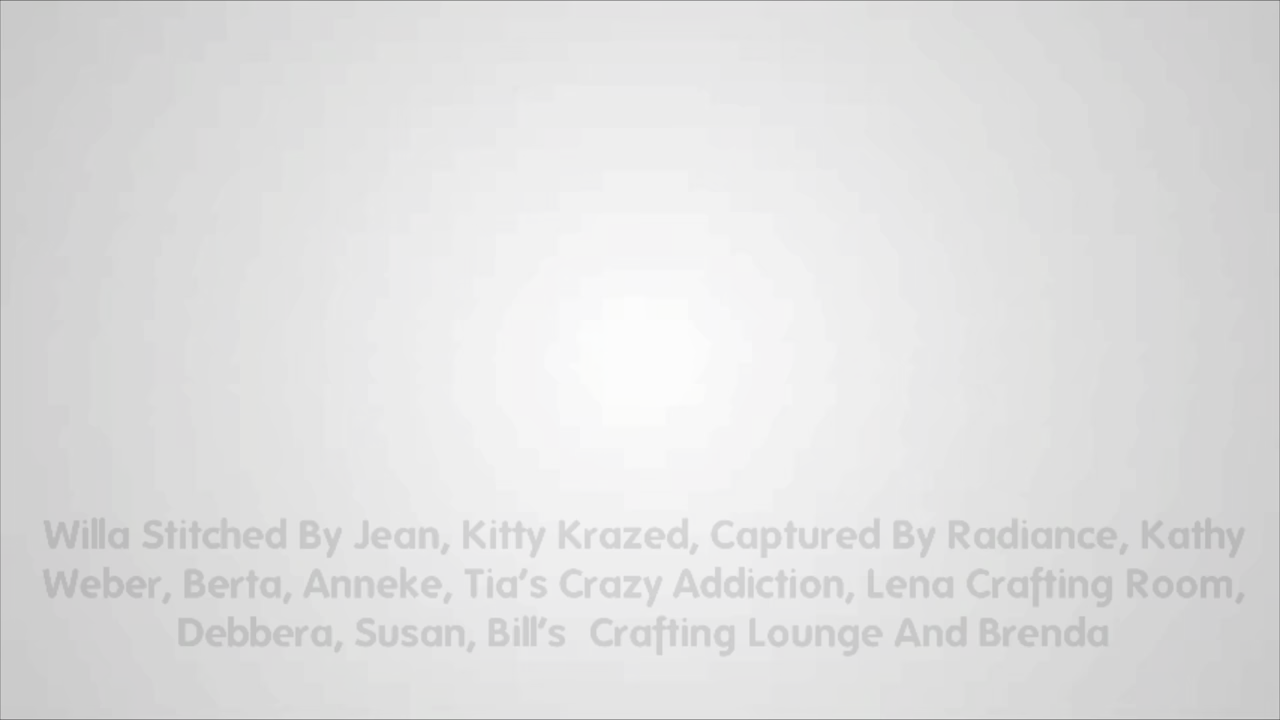 Willa Stitched By Jean, Kitty Krazed, Captured By Radiance, Kathy
Weber, Berta, Anneke, Tia's Crazy Addiction, Lena Crafting Room,
Debbera, Susan, Bill's  Crafting Lounge And Brenda